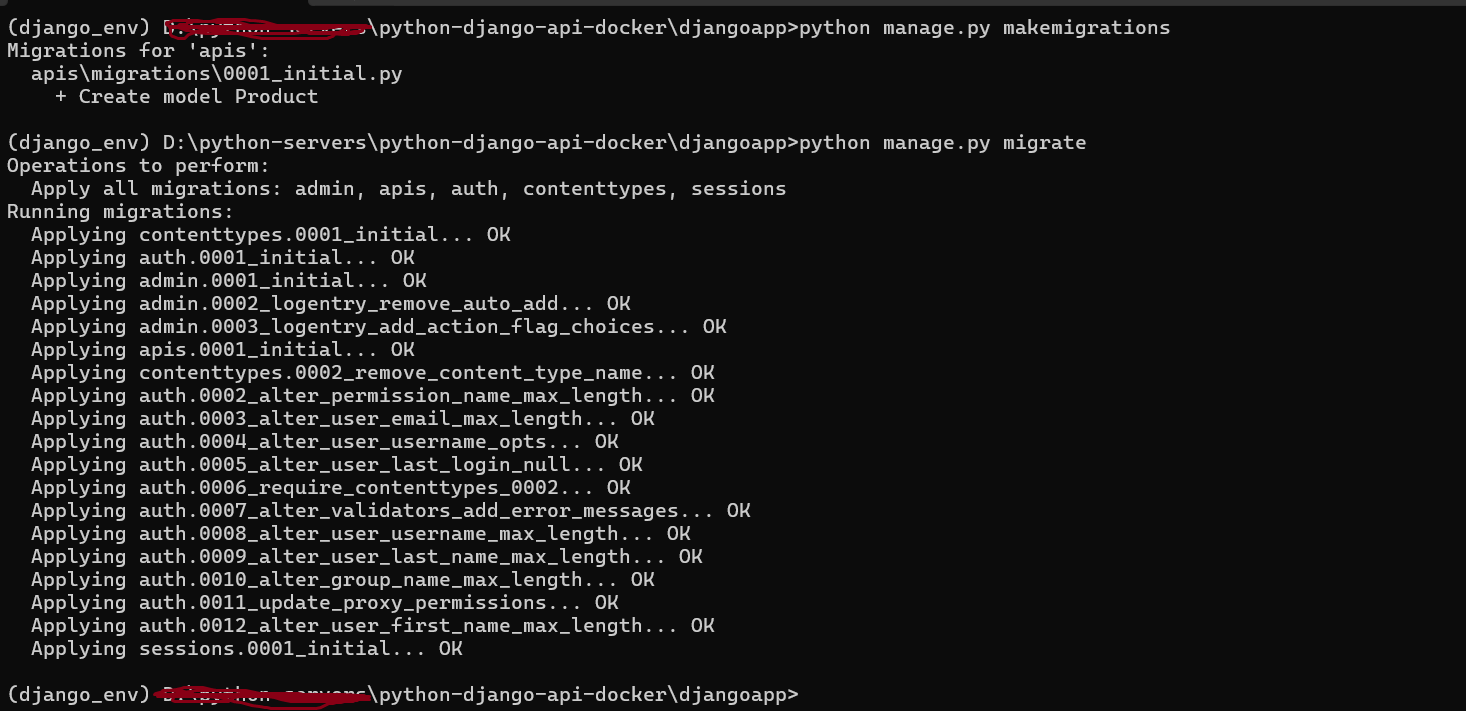 (django_env) D:\python-servers\python-django-api-docker\djangoapp>python manage.py makemigrations
Migrations for 'apis':
  apis\migrations\0001_initial.py
    + Create model Product
(django_env) D:\python-servers\python-django-api-docker\djangoapp>python manage.py migrate
Operations to perform:
  Apply all migrations: admin, apis, auth, contenttypes, sessions
Running migrations:
  Applying contenttypes.0001_initial... OK
  Applying auth.0001_initial... OK
  Applying admin.0001_initial... OK
  Applying admin.0002_logentry_remove_auto_add... OK
  Applying admin.0003_logentry_add_action_flag_choices... OK
  Applying apis.0001_initial... OK
  Applying contenttypes.0002_remove_content_type_name... OK
  Applying auth.0002_alter_permission_name_max_length... OK
  Applying auth.0003_alter_user_email_max_length... OK
  Applying auth.0004_alter_user_username_opts... OK
  Applying auth.0005_alter_user_last_login_null... OK
  Applying auth.0006_require_contenttypes_0002... OK
  Applying auth.0007_alter_validators_add_error_messages... OK
  Applying auth.0008_alter_user_username_max_length... OK
  Applying auth.0009_alter_user_last_name_max_length... OK
  Applying auth.0010_alter_group_name_max_length... OK
  Applying auth.0011_update_proxy_permissions... OK
  Applying auth.0012_alter_user_first_name_max_length... OK
  Applying sessions.0001_initial... OK
(django_env) D:\python-servers\python-django-api-docker\djangoapp>